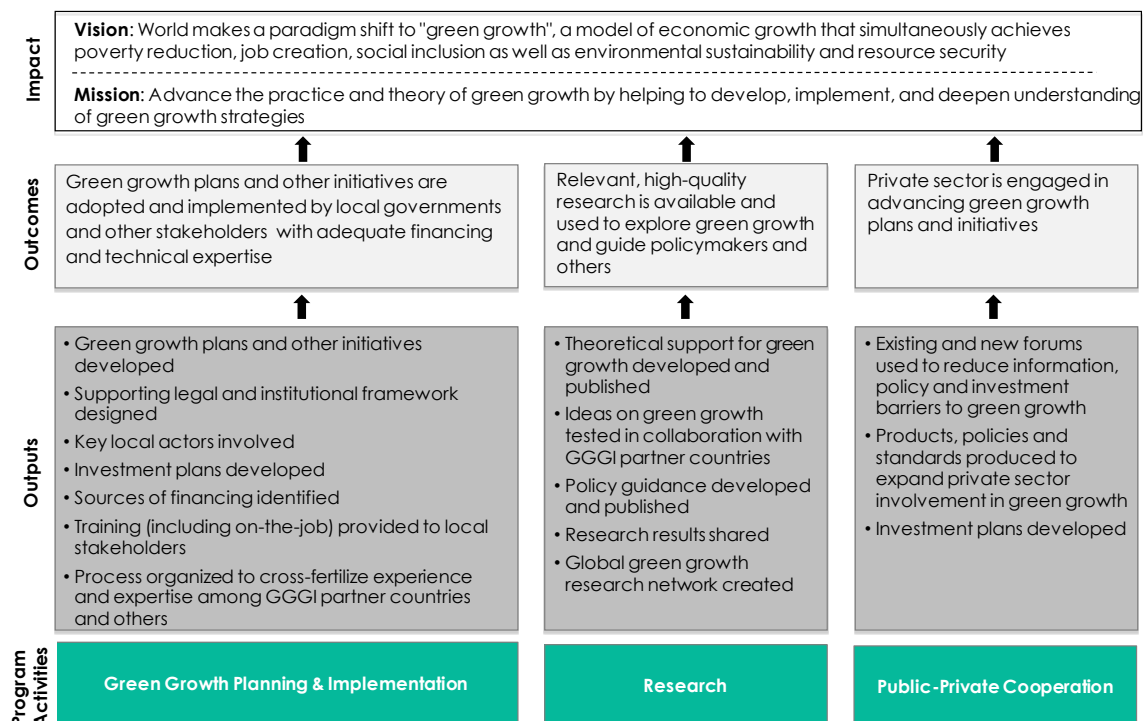 Impact
Vision: World makes a paradigm shift to "green growth", a model of economic growth that simultaneously achieves
poverty reduction, job creation, social inclusion as well as environmental sustainability and resource security
Mission: Advance the practice and theory of green growth by helping to develop, implement, and deepen understanding
of green growth strategies
Outcomes
Green growth plans and other initiatives are
adopted and implemented by local governments
and other stakeholders with adequate financing
and technical expertise
Relevant, high-quality
research is available and
used to explore green growth
and guide policymakers and
others
Private sector is engaged in
advancing green growth
plans and initiatives
Outputs
• Green growth plans and other initiatives
developed
• Supporting legal and institutional framework
designed
• Key local actors involved
• Investment plans developed
• Sources of financing identified
• Training (including on-the-job) provided to local
stakeholders
• Process organized to cross-fertilize experience
and expertise among GGGI partner countries
and others
• Theoretical support for green
growth developed and
published
• Ideas on green growth
tested in collaboration with
GGGI partner countries
• Policy guidance developed
and published
• Research results shared
• Global green growth
research network created
• Existing and new forums
used to reduce information,
policy and investment
barriers to green growth
• Products, policies and
standards produced to
expand private sector
involvement in green growth
• Investment plans developed
Program
Activities
Green Growth Planning & Implementation
Research
Public-Private Cooperation